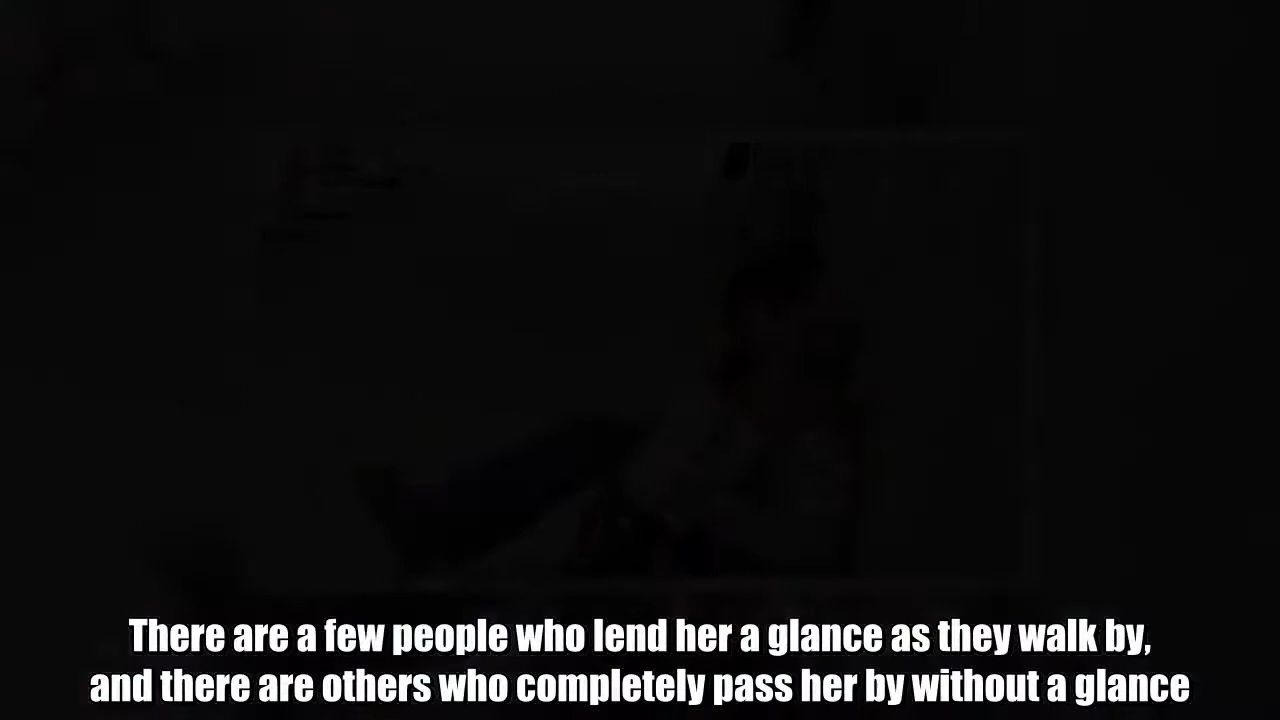 There are a few people who lend her a glance as they walk by,
and there are others who completely pass her by without a glance